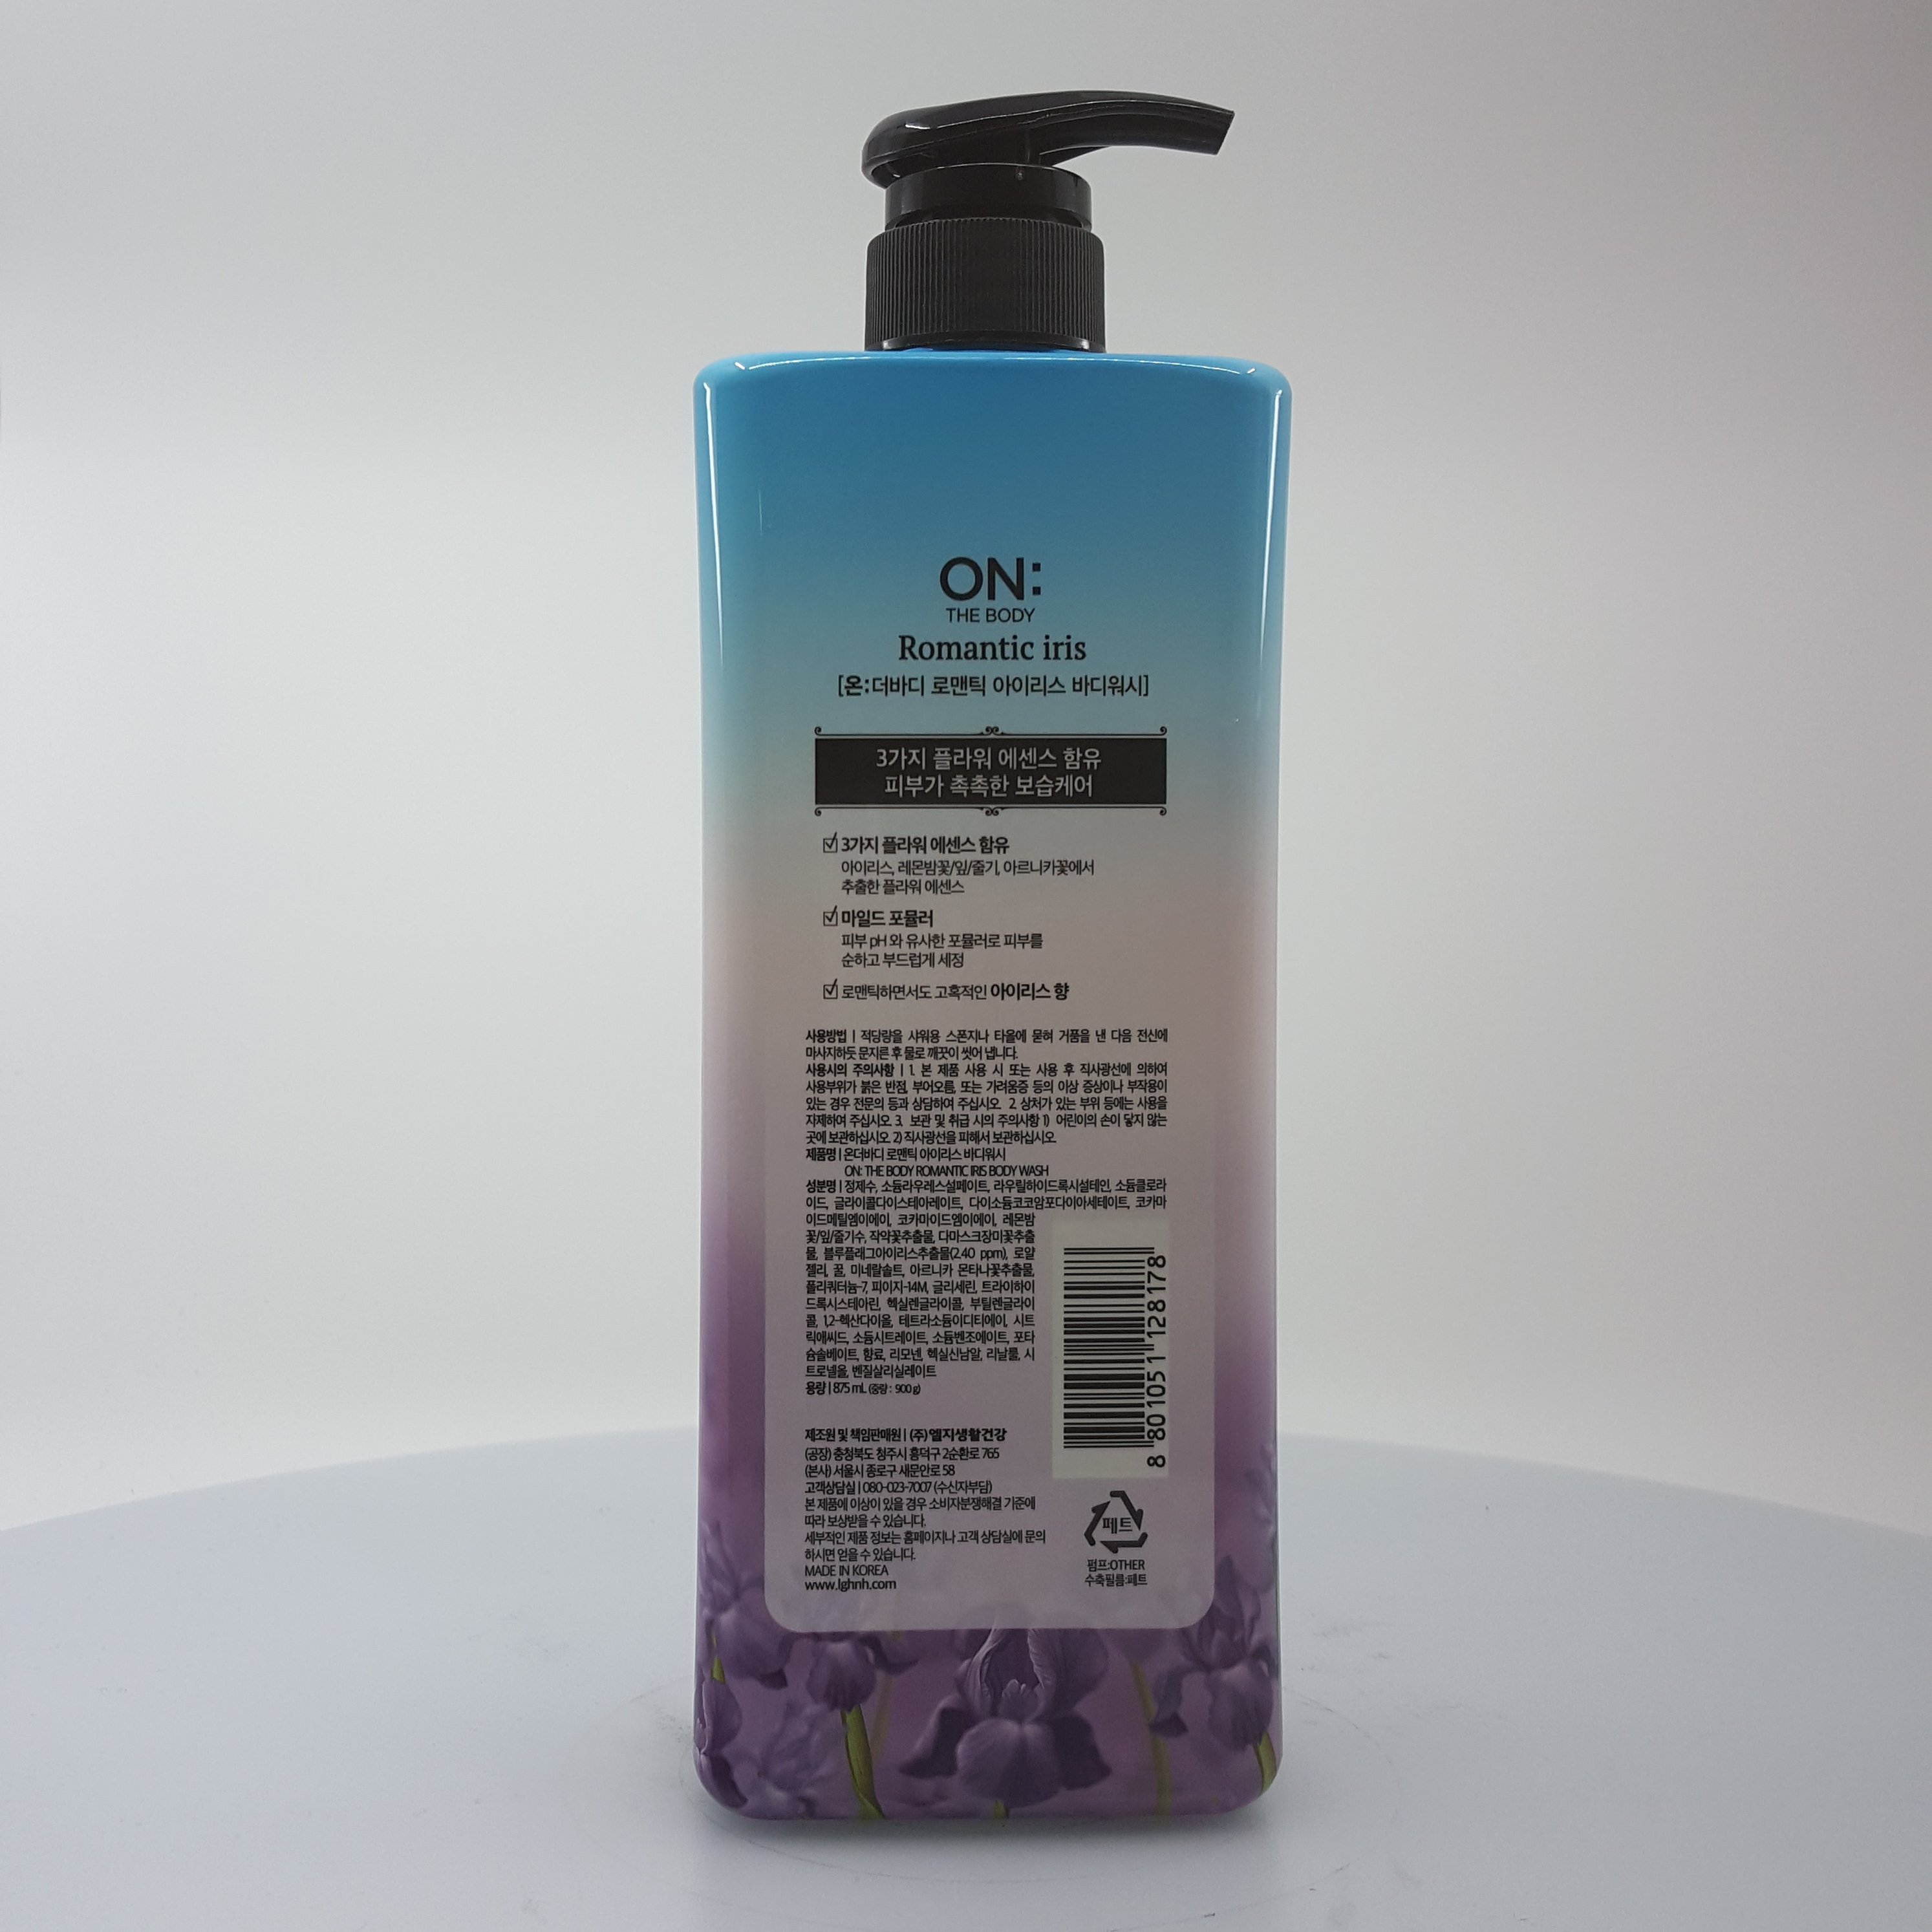 ON:
THE BODY
Romantic iris
[온:더바디 로맨틱 아이리스 바디워시]
3가지 플라워 에센스 함유
피부가 촉촉한 보습케어
3가지 플라워 에센스 함유
아이리스, 레몬밤꽃/잎/줄기, 아르니카꽃에서
추출한 플라워 에센스
마일드 포뮬러
피부 pH 와 유사한 포뮬러로 피부를
순하고 부드럽게 세정
로맨틱하면서도 고혹적인 아이리스 향
사용방법 | 적당량을 샤워용 스폰지나 타올에 묻혀 거품을 낸 다음 전신에
마사지하듯 문지른 후 물로 깨끗이 씻어 냅니다.
사용시의 주의사항 | 1. 본 제품 사용 시 또는 사용 후 직사광선에 의하여
사용부위가 붉은 반점, 부어오름, 또는 가려움증 등의 이상 증상이나 부작용이
있는 경우 전문의 등과 상담하여 주십시오. 2. 상처가 있는 부위 등에는 사용을
자제하여 주십시오. 3. 보관 및 취급 시의 주의사항 1) 어린이의 손이 닿지 않는
곳에 보관하십시오. 2) 직사광선을 피해서 보관하십시오.
제품명 | 온더바디 로맨틱 아이리스 바디워시
ON: THE BODY ROMANTIC IRIS BODY WASH
성분명 | 정제수, 소듐라우레스설페이트, 라우릴하이드록시설테인, 소듐클로라
이드, 글라이콜다이스테아레이트, 다이소듐코코암포다이아세테이트, 코카마
이드메틸엠이에이, 코카마이드엠이에이, 레몬밤
꽃/잎/줄기수, 작약꽃추출물, 다마스크장미꽃추출
물, 블루플래그아이리스추출물(2.40 ppm), 로얄
젤리, 꿀, 미네랄솔트, 아르니카 몬타나꽃추출물,
폴리쿼터늄-7, 피이지-14M, 글리세린, 트라이하이
드록시스테아린, 헥실렌글라이콜, 부틸렌글라이
콜, 1,2-헥산다이올, 테트라소듐이디티에이, 시트
릭애씨드, 소듐시트레이트, 소듐벤조에이트, 포타
슘솔베이트, 향료, 리모넨, 헥실신남알, 리날룰, 시
트로넬올, 벤질살리실레이트
용량 | 875 mL (중량 : 900 g)
8 801051 128178
제조원 및 책임판매원 | (주)엘지생활건강
(공장) 충청북도 청주시 흥덕구 2순환로 765
(본사) 서울시 종로구 새문안로 58
고객상담실 | 080-023-7007 (수신자부담)
본 제품에 이상이 있을 경우 소비자분쟁해결 기준에
따라 보상받을 수 있습니다.
세부적인 제품 정보는 홈페이지나 고객 상담실에 문의
하시면 얻을 수 있습니다.
MADE IN KOREA
www.lghnh.com
페트
펌프:OTHER
수축필름:페트